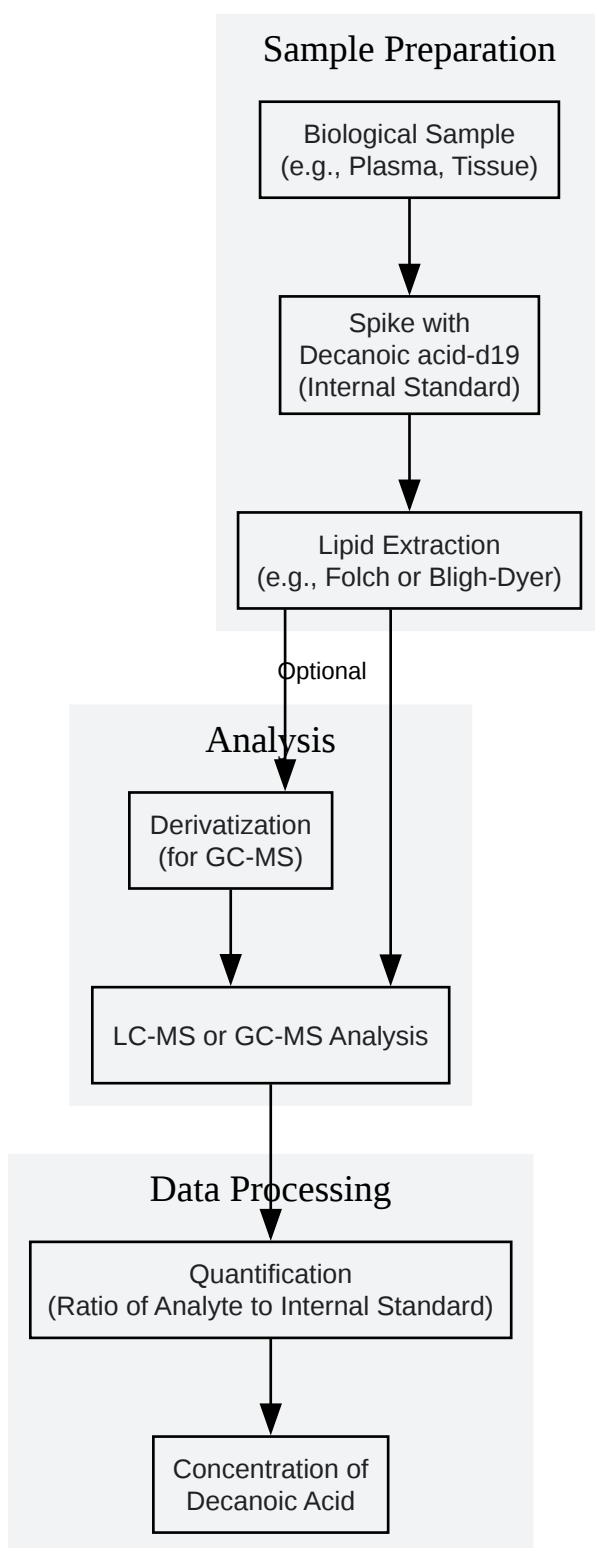 Sample Preparation
Biological Sample
(e.g., Plasma, Tissue)
Spike with
Decanoic acid-d19
(Internal Standard)
Lipid Extraction
(e.g., Folch or Bligh-Dyer)
Optional
Analysis
Derivatization
(for GC-MS)
LC-MS or GC-MS Analysis
Data Processing
Quantification
(Ratio of Analyte to Internal Standard)
Concentration of
Decanoic Acid